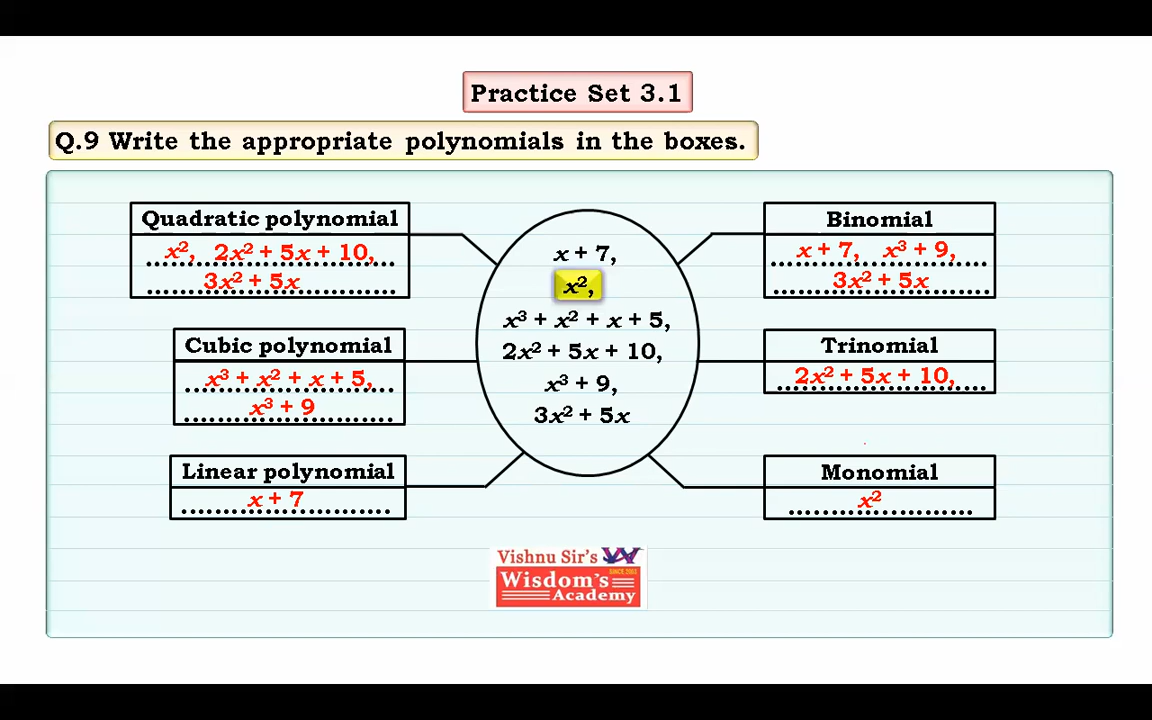 Practice Set 3.1
Q.9 Write the appropriate polynomials in the boxes.
Quadratic polynomial
x², 2x² + 5x + 10,
3x² + 5x
Cubic polynomial
x³ + x² + x + 5,
x³ + 9
Linear polynomial
x + 7
x + 7,
x²,
x³ + x² + x + 5,
2x² + 5x + 10,
x³ + 9,
3x² + 5x
Binomial
x + 7, x³ + 9,
3x² + 5x
Trinomial
2x² + 5x + 10,
Monomial
x²
Vishnu Sir's
SINCE 2001
Wisdom's
Academy